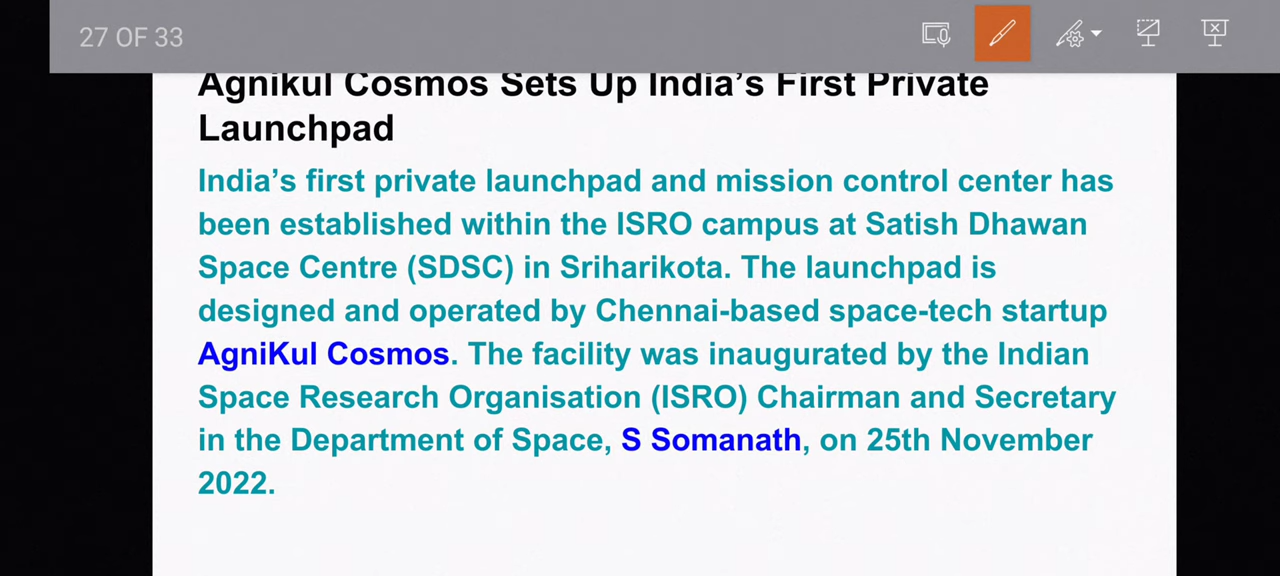 27 OF 33
Agnikul Cosmos Sets Up India's First Private
Launchpad
India's first private launchpad and mission control center has
been established within the ISRO campus at Satish Dhawan
Space Centre (SDSC) in Sriharikota. The launchpad is
designed and operated by Chennai-based space-tech startup
AgniKul Cosmos. The facility was inaugurated by the Indian
Space Research Organisation (ISRO) Chairman and Secretary
in the Department of Space, S Somanath, on 25th November
2022.